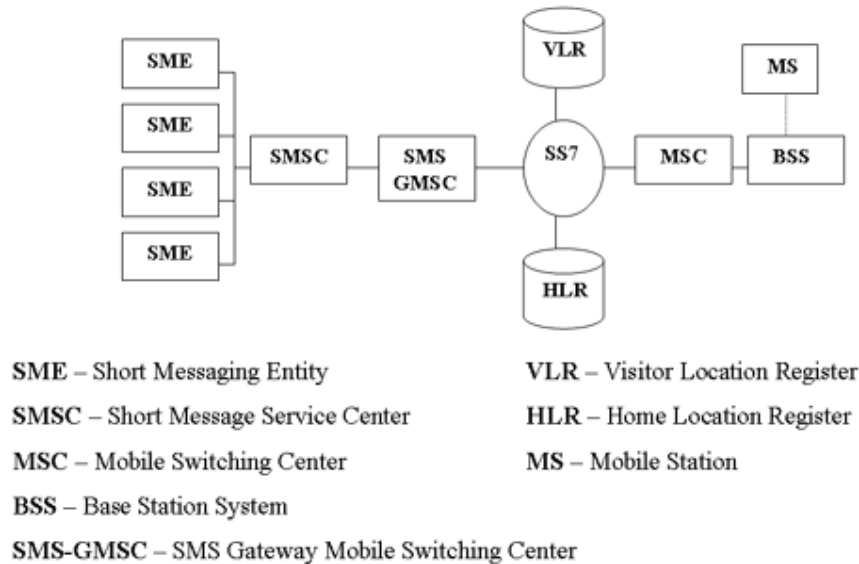 SME
SME
SME
SME
SMSC
SMS
GMSC
VLR
SS7
HLR
MSC
MS
BSS
SME – Short Messaging Entity
SMSC – Short Message Service Center
MSC – Mobile Switching Center
BSS – Base Station System
SMS-GMSC – SMS Gateway Mobile Switching Center
VLR – Visitor Location Register
HLR – Home Location Register
MS – Mobile Station